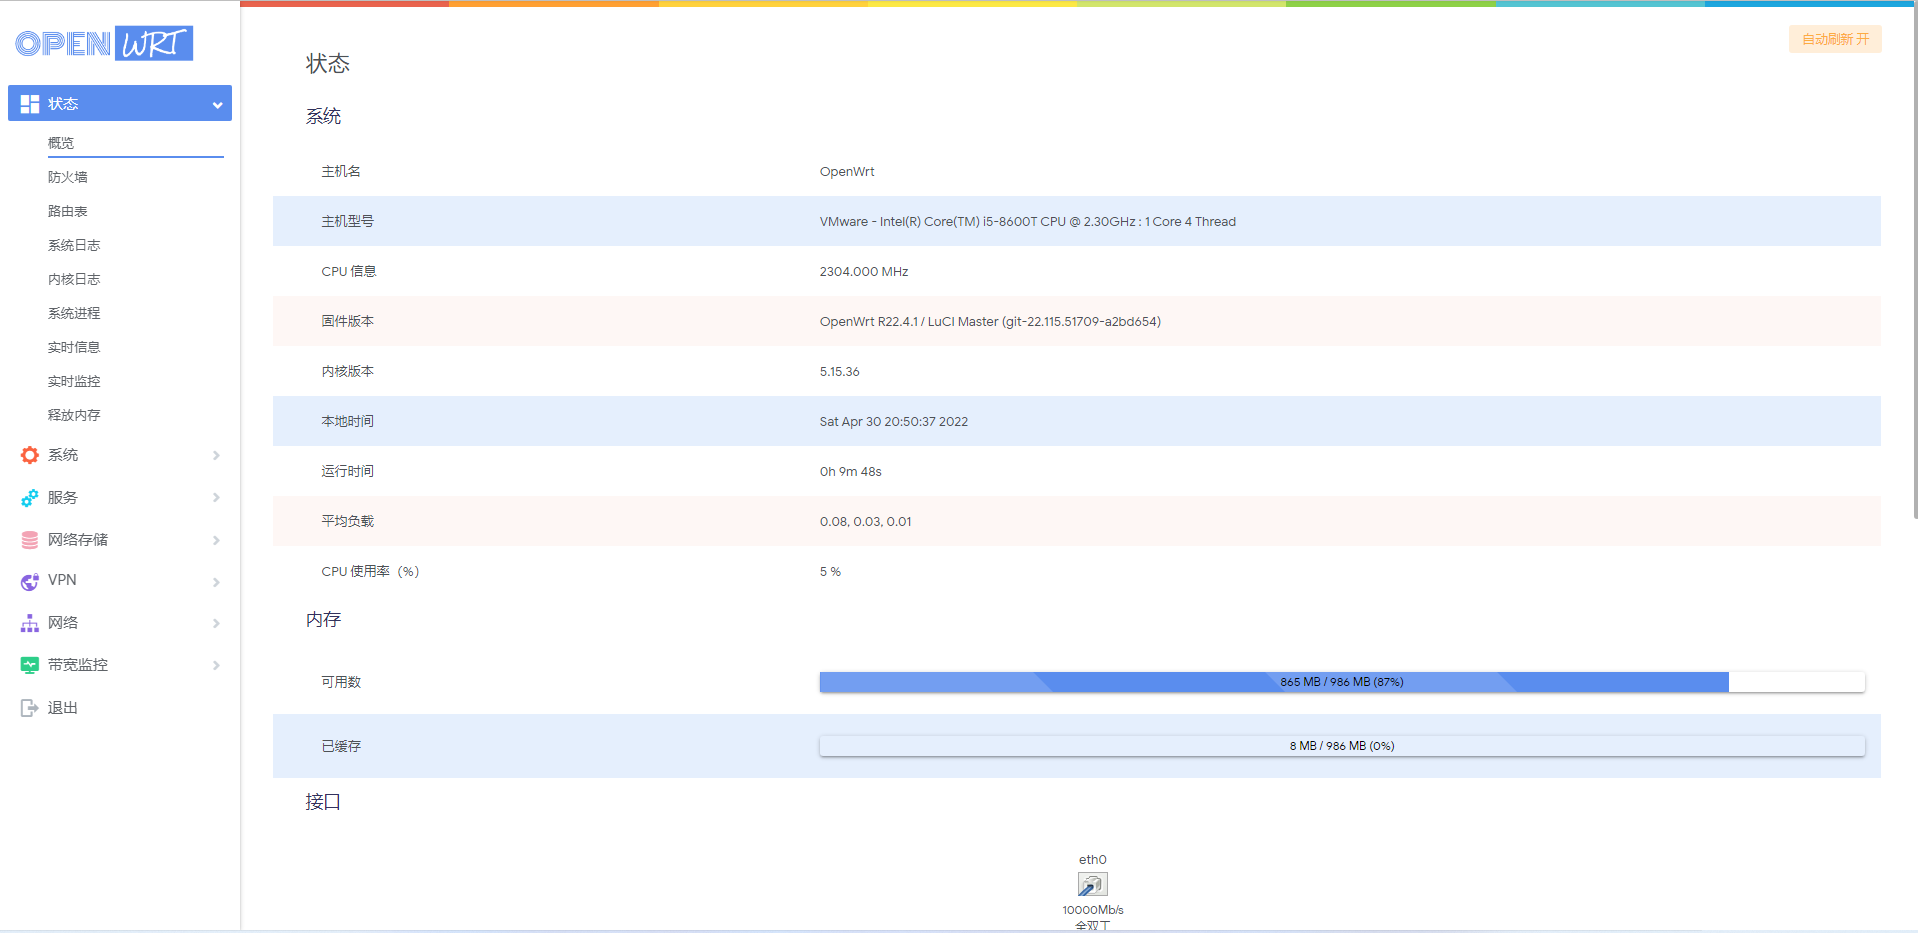 OPENWRT
状态
概览
防火墙
路由表
系统日志
内核日志
系统进程
实时信息
实时监控
释放内存
系统
服务
网络存储
VPN
网络
带宽监控
退出
自动刷新 开
状态
系统
主机名 OpenWrt
主机型号 VMware - Intel(R) Core(TM) i5-8600T CPU @ 2.30GHz : 1 Core 4 Thread
CPU 信息 2304.000 MHz
固件版本 OpenWrt R22.4.1 / LuCI Master (git-22.115.51709-a2bd654)
内核版本 5.15.36
本地时间 Sat Apr 30 20:50:37 2022
运行时间 0h 9m 48s
平均负载 0.08, 0.03, 0.01
CPU 使用率（%） 5 %
内存
可用数 865 MB / 986 MB (87%)
已缓存 8 MB / 986 MB (0%)
接口
eth0
10000Mb/s
全双工